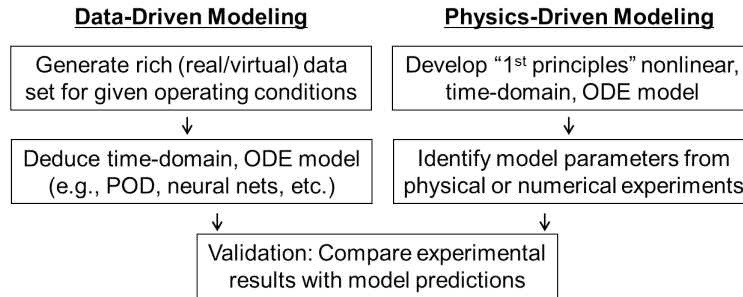 Data-Driven Modeling
Generate rich (real/virtual) data
set for given operating conditions
Deduce time-domain, ODE model
(e.g., POD, neural nets, etc.)
Physics-Driven Modeling
Develop “1st principles” nonlinear,
time-domain, ODE model
Identify model parameters from
physical or numerical experiments
Validation: Compare experimental
results with model predictions